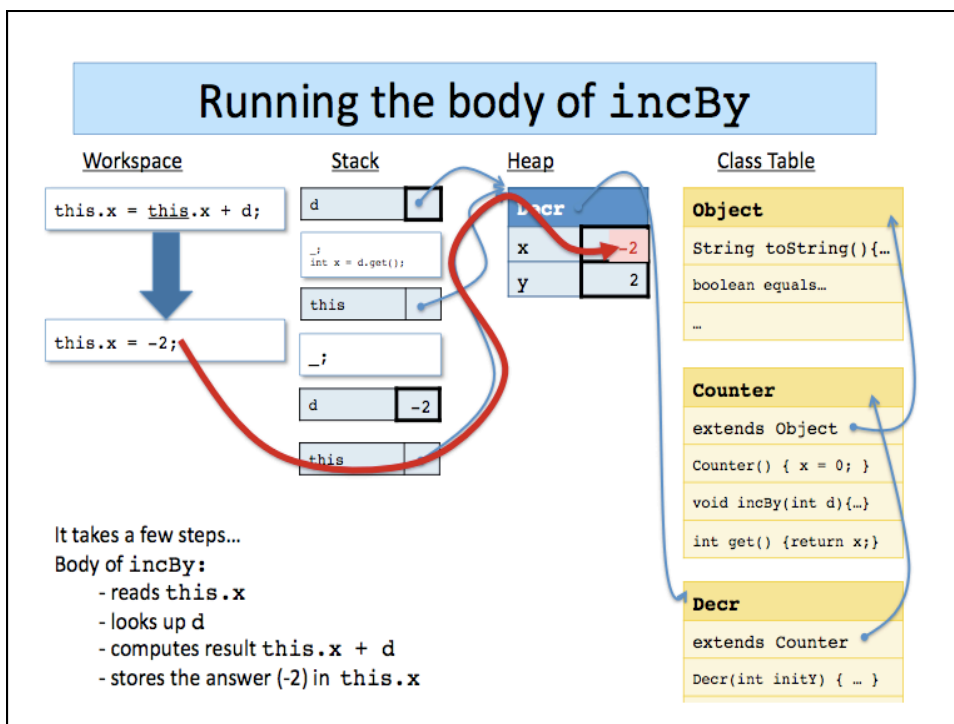 Running the body of incBy
Workspace
this.x = this.x + d;
this.x = -2;
Stack
d
_;
int x = d.get();
this
_;
d -2
this
Heap
Decr
x -2
y 2
Class Table
Object
String toString(){…
boolean equals…
…
Counter
extends Object
Counter() { x = 0; }
void incBy(int d){…}
int get() {return x;}
Decr
extends Counter
Decr(int initY) { … }
It takes a few steps…
Body of incBy:
- reads this.x
- looks up d
- computes result this.x + d
- stores the answer (-2) in this.x